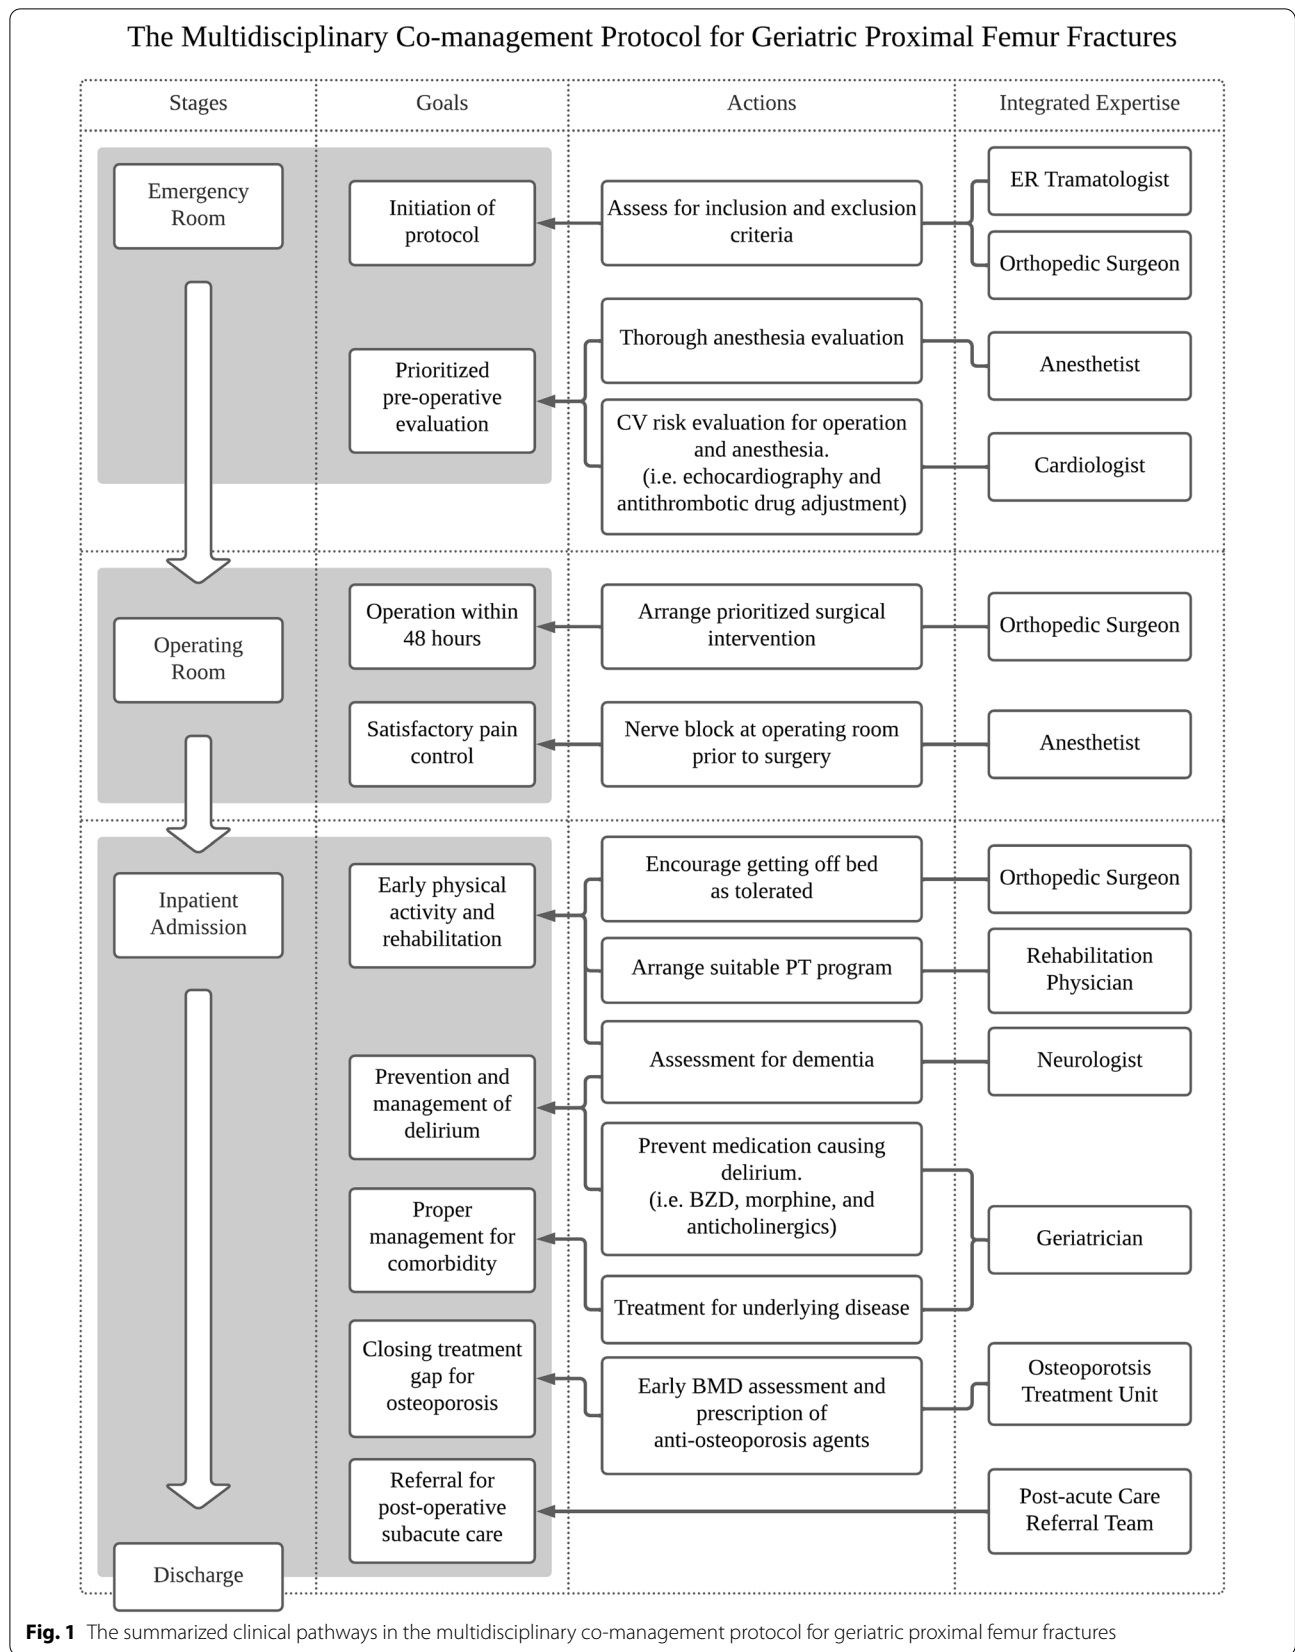 The Multidisciplinary Co-management Protocol for Geriatric Proximal Femur Fractures
Stages
Goals
Actions
Integrated Expertise
Emergency
Room
Initiation of
protocol
Assess for inclusion and exclusion
criteria
ER Tramatologist
Orthopedic Surgeon
Prioritized
pre-operative
evaluation
Thorough anesthesia evaluation
Anesthetist
CV risk evaluation for operation
and anesthesia.
(i.e. echocardiography and
antithrombotic drug adjustment)
Cardiologist
Operating
Room
Operation within
48 hours
Arrange prioritized surgical
intervention
Orthopedic Surgeon
Satisfactory pain
control
Nerve block at operating room
prior to surgery
Anesthetist
Inpatient
Admission
Early physical
activity and
rehabilitation
Encourage getting off bed
as tolerated
Orthopedic Surgeon
Arrange suitable PT program
Rehabilitation
Physician
Assessment for dementia
Neurologist
Prevention and
management of
delirium
Prevent medication causing
delirium.
(i.e. BZD, morphine, and
anticholinergics)
Geriatrician
Proper
management for
comorbidity
Treatment for underlying disease
Closing treatment
gap for
osteoporosis
Early BMD assessment and
prescription of
anti-osteoporosis agents
Osteoporotsis
Treatment Unit
Referral for
post-operative
subacute care
Post-acute Care
Referral Team
Discharge
Fig. 1 The summarized clinical pathways in the multidisciplinary co-management protocol for geriatric proximal femur fractures